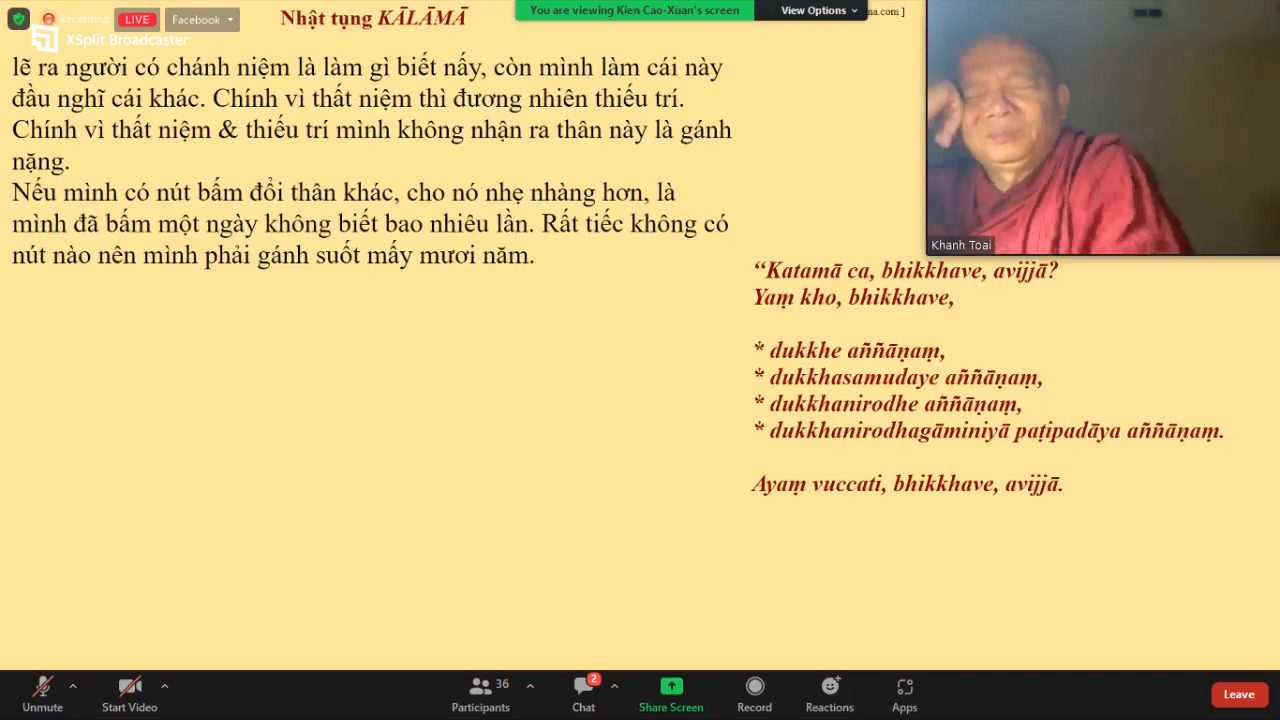 Recording
LIVE
Facebook
XSplit Broadcaster
Nhật tụng KĀLĀMĀ
You are viewing Kien Cao-Xuan's screen
View Options
na.com ]
lẽ ra người có chánh niệm là làm gì biết nấy, còn mình làm cái này
đầu nghĩ cái khác. Chính vì thất niệm thì đương nhiên thiếu trí.
Chính vì thất niệm & thiếu trí mình không nhận ra thân này là gánh
nặng.
Nếu mình có nút bấm đổi thân khác, cho nó nhẹ nhàng hơn, là
mình đã bấm một ngày không biết bao nhiêu lần. Rất tiếc không có
nút nào nên mình phải gánh suốt mấy mươi năm.
Khanh Toai
“Katamā ca, bhikkhave, avijjā?
Yaṃ kho, bhikkhave,
* dukkhe aññāṇaṃ,
* dukkhasamudaye aññāṇaṃ,
* dukkhanirodhe aññāṇaṃ,
* dukkhanirodhagāminiyā paṭipadāya aññāṇaṃ.
Ayaṃ vuccati, bhikkhave, avijjā.
Unmute
Start Video
36
Participants
2
Chat
Share Screen
Record
Reactions
Apps
Leave